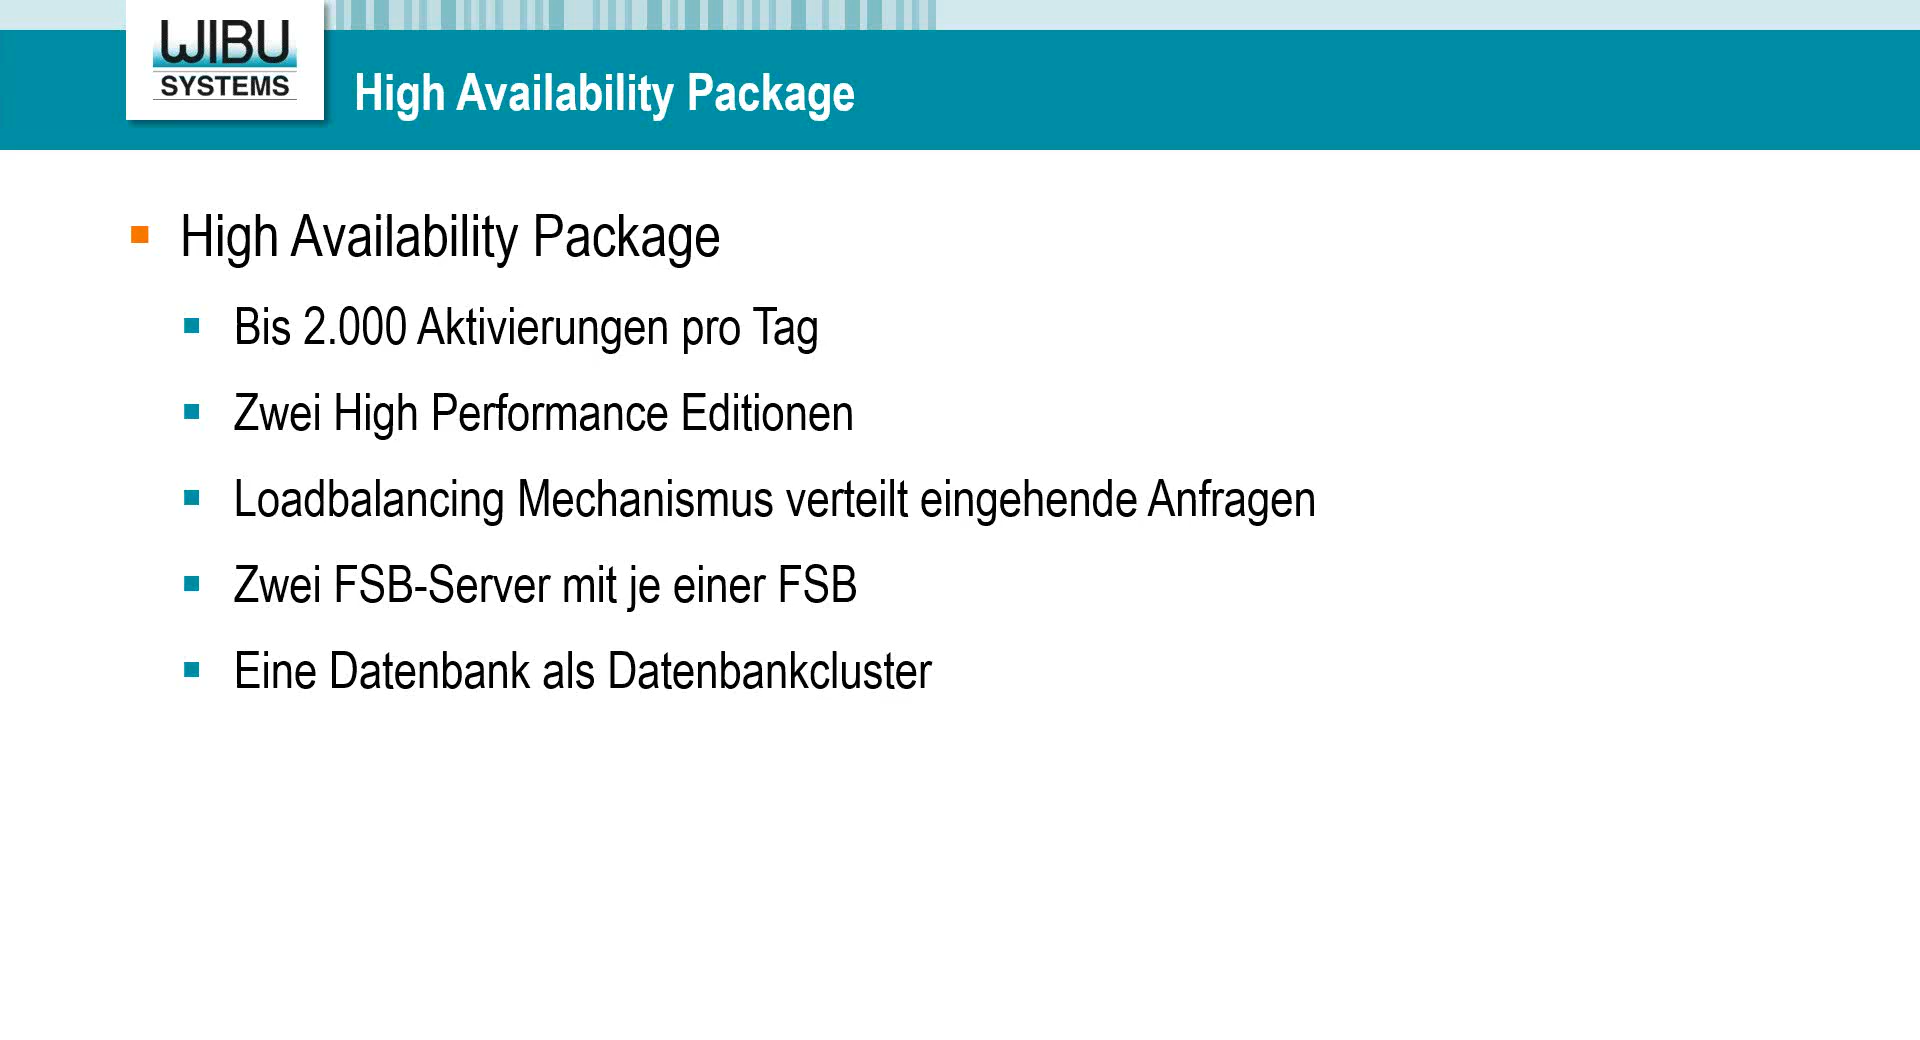 WIBU
SYSTEMS
High Availability Package
High Availability Package
Bis 2.000 Aktivierungen pro Tag
Zwei High Performance Editionen
Loadbalancing Mechanismus verteilt eingehende Anfragen
Zwei FSB-Server mit je einer FSB
Eine Datenbank als Datenbankcluster